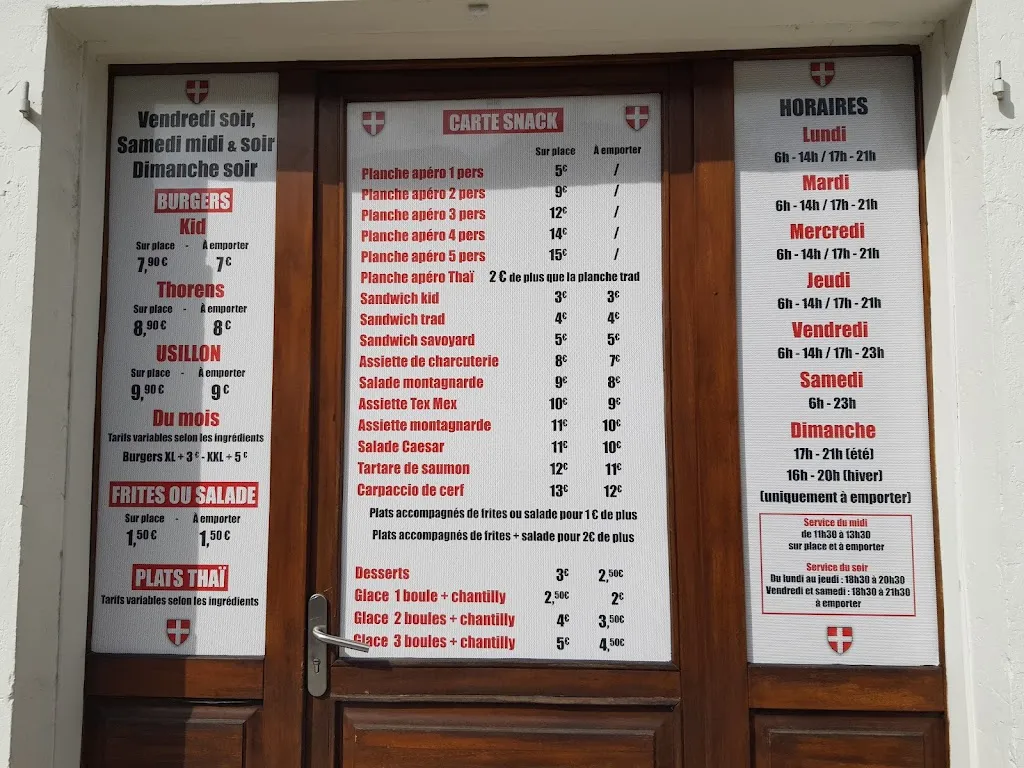 Vendredi soir,
Samedi midi & soir
Dimanche soir
BURGERS
Kid
Sur place - À emporter
7,90 € 7 €
Thorens
Sur place - À emporter
8,90 € 8 €
USILLON
Sur place - À emporter
9,90 € 9 €
Du mois
Tarifs variables selon les ingrédients
Burgers XL + 3 € - XXL + 5 €
FRITES OU SALADE
Sur place - À emporter
1,50 € 1,50 €
PLATS THAÏ
Tarifs variables selon les ingrédients
CARTE SNACK
Sur place À emporter
Planche apéro 1 pers 5€ /
Planche apéro 2 pers 9€ /
Planche apéro 3 pers 12€ /
Planche apéro 4 pers 14€ /
Planche apéro 5 pers 15€ /
Planche apéro Thaï 2 € de plus que la planche trad
Sandwich kid 3€ 3€
Sandwich trad 4€ 4€
Sandwich savoyard 5€ 5€
Assiette de charcuterie 8€ 7€
Salade montagnarde 9€ 8€
Assiette Tex Mex 10€ 9€
Assiette montagnarde 11€ 10€
Salade Caesar 11€ 10€
Tartare de saumon 12€ 11€
Carpaccio de cerf 13€ 12€
Plats accompagnés de frites ou salade pour 1 € de plus
Plats accompagnés de frites + salade pour 2€ de plus
Desserts 3€ 2,50€
Glace 1 boule + chantilly 2,50€ 2€
Glace 2 boules + chantilly 4€ 3,50€
Glace 3 boules + chantilly 5€ 4,50€
HORAIRES
Lundi
6h - 14h / 17h - 21h
Mardi
6h - 14h / 17h - 21h
Mercredi
6h - 14h / 17h - 21h
Jeudi
6h - 14h / 17h - 21h
Vendredi
6h - 14h / 17h - 23h
Samedi
6h - 23h
Dimanche
17h - 21h (été)
16h - 20h (hiver)
(uniquement à emporter)
Service du midi
de 11h30 à 13h30
sur place et à emporter
Service du soir
Du lundi au jeudi : 18h30 à 20h30
Vendredi et samedi : 18h30 à 21h30
à emporter